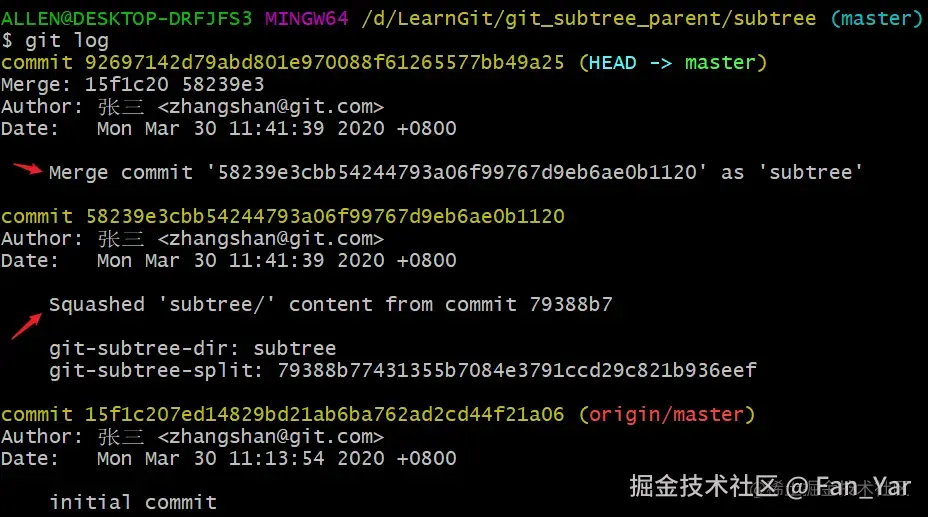 ALLEN@DESKTOP-DRFJFS3 MINGW64 /d/LearnGit/git_subtree_parent/subtree (master)
$ git log
commit 92697142d79abd801e970088f61265577bb49a25 (HEAD -> master)
Merge: 15f1c20 58239e3
Author: 张三 <zhangshan@git.com>
Date:   Mon Mar 30 11:41:39 2020 +0800
Merge commit '58239e3cbb54244793a06f99767d9eb6ae0b1120' as 'subtree'
commit 58239e3cbb54244793a06f99767d9eb6ae0b1120
Author: 张三 <zhangshan@git.com>
Date:   Mon Mar 30 11:41:39 2020 +0800
Squashed 'subtree/' content from commit 79388b7
git-subtree-dir: subtree
git-subtree-split: 79388b77431355b7084e3791ccd29c821b936eef
commit 15f1c207ed14829bd21ab6ba762ad2cd44f21a06 (origin/master)
Author: 张三 <zhangshan@git.com>
Date:   Mon Mar 30 11:13:54 2020 +0800
initial commit
掘金技术社区 @ Fan_Yar